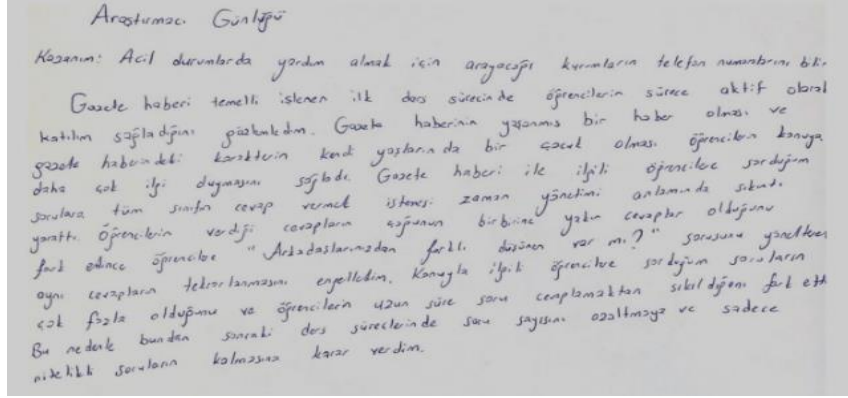 Araştırmacı Günlüğü
Kazanım: Acil durumlarda yardım almak için arayacağı kurumların telefon numaralarını bilir.
Gazete haberi temelli işlenen ilk ders sürecinde öğrencilerin sürece aktif olarak
katılım sağladığını gözlemledim. Gazete haberinin yaşanmış bir haber olması ve
gazete haberindeki karakterin kendi yaşlarında bir çocuk olması öğrencilerin konuya
daha çok ilgi duymasını sağladı. Gazete haberi ile ilgili öğrencilere sorduğum
sorulara tüm sınıfın cevap vermek istemesi zaman yönetimi anlamında sıkıntı
yarattı. Öğrencilerin verdiği cevapların çoğunun birbirine yakın cevaplar olduğunu
fark edince öğrencilere "Arkadaşlarınızdan farklı düşünen var mı?" sorusunu yönelterek
aynı cevapların tekrarlanmasını engelledim. Konuyla ilgili öğrencilere sorduğum soruların
çok fazla olduğunu ve öğrencilerin uzun süre soru cevaplamaktan sıkıldığını fark ettim
Bu nedenle bundan sonraki ders süreçlerinde soru sayısını azaltmaya ve sadece
nitelikli soruların kalmasına karar verdim.